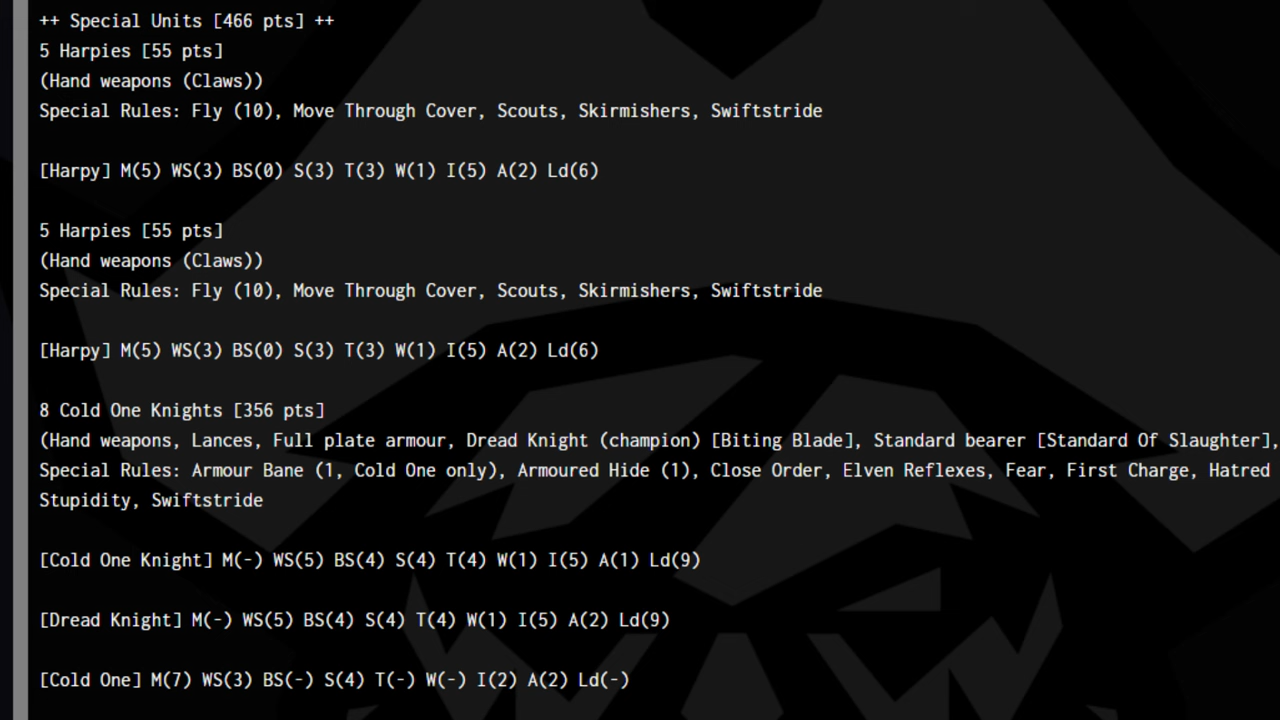 ++ Special Units [466 pts] ++
5 Harpies [55 pts]
(Hand weapons (Claws))
Special Rules: Fly (10), Move Through Cover, Scouts, Skirmishers, Swiftstride
[Harpy] M(5) WS(3) BS(0) S(3) T(3) W(1) I(5) A(2) Ld(6)
5 Harpies [55 pts]
(Hand weapons (Claws))
Special Rules: Fly (10), Move Through Cover, Scouts, Skirmishers, Swiftstride
[Harpy] M(5) WS(3) BS(0) S(3) T(3) W(1) I(5) A(2) Ld(6)
8 Cold One Knights [356 pts]
(Hand weapons, Lances, Full plate armour, Dread Knight (champion) [Biting Blade], Standard bearer [Standard Of Slaughter],
Special Rules: Armour Bane (1, Cold One only), Armoured Hide (1), Close Order, Elven Reflexes, Fear, First Charge, Hatred
Stupidity, Swiftstride
[Cold One Knight] M(-) WS(5) BS(4) S(4) T(4) W(1) I(5) A(1) Ld(9)
[Dread Knight] M(-) WS(5) BS(4) S(4) T(4) W(1) I(5) A(2) Ld(9)
[Cold One] M(7) WS(3) BS(-) S(4) T(-) W(-) I(2) A(2) Ld(-)